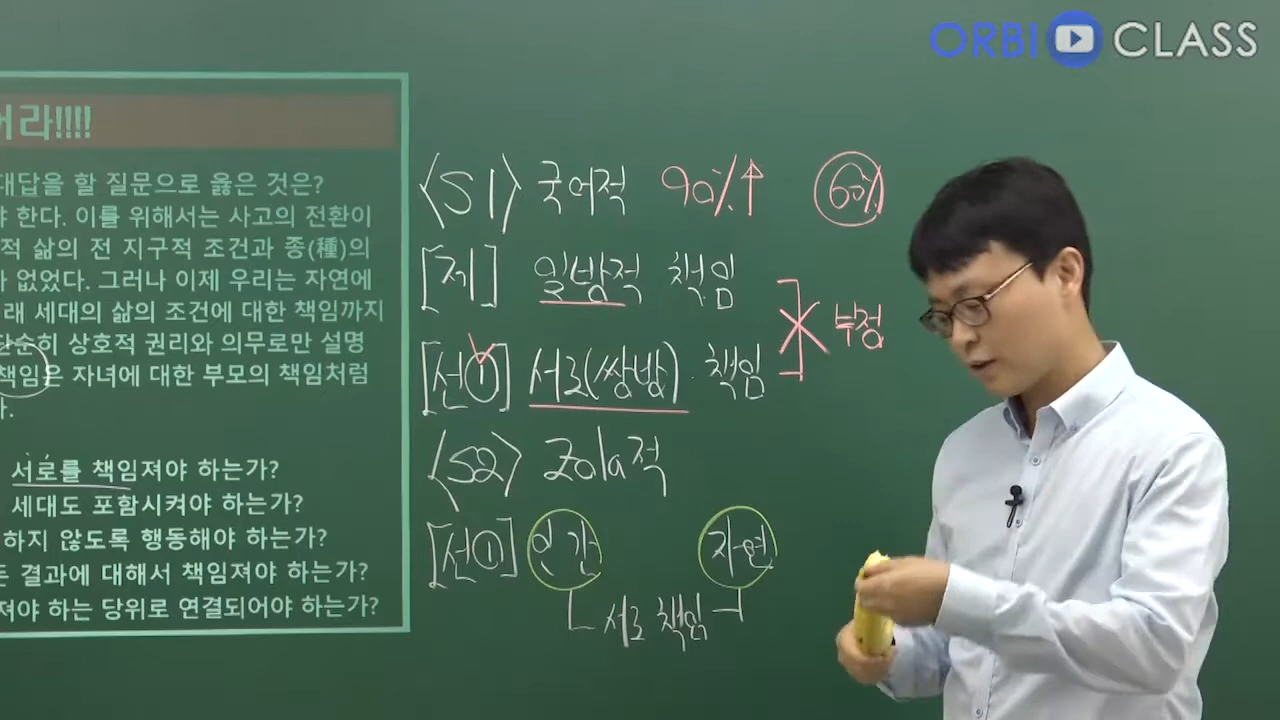 ORBI CLASS
어라!!!!
대답을 할 질문으로 옳은 것은?
야 한다. 이를 위해서는 사고의 전환이
적 삶의 전 지구적 조건과 종(種)의
가 없었다. 그러나 이제 우리는 자연에
래 세대의 삶의 조건에 대한 책임까지
단순히 상호적 권리와 의무로만 설명
책임은 자녀에 대한 부모의 책임처럼
다.
서로를 책임져야 하는가?
세대도 포함시켜야 하는가?
하지 않도록 행동해야 하는가?
든 결과에 대해서 책임져야 하는가?
져야 하는 당위로 연결되어야 하는가?
<S1> 국어적 90%↑ 60%
[제] 일방적 책임
부정
[선①] 서로(쌍방) 책임
<S2> Zola적
[선①] 인간 자연
서로 책임